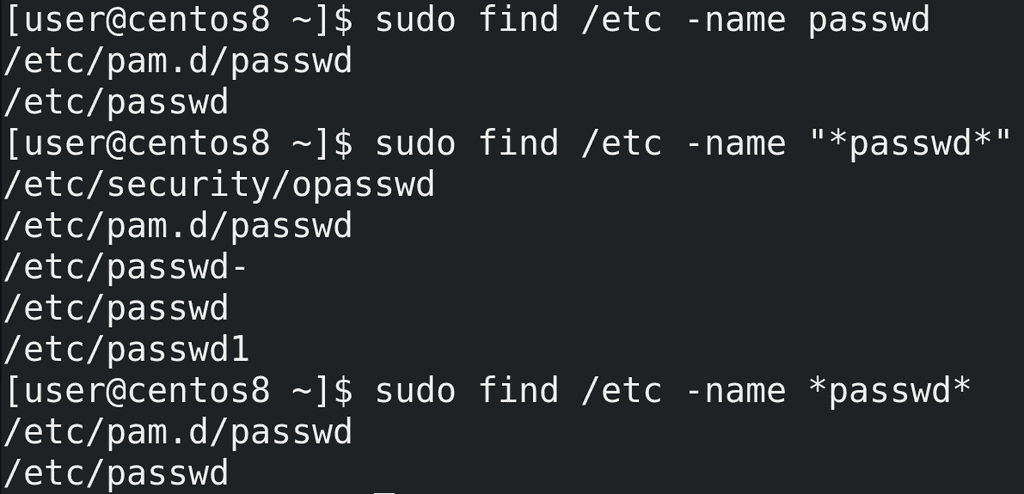 [user@centos8 ~]$ sudo find /etc -name passwd
/etc/pam.d/passwd
/etc/passwd
[user@centos8 ~]$ sudo find /etc -name "*passwd*"
/etc/security/opasswd
/etc/pam.d/passwd
/etc/passwd-
/etc/passwd
/etc/passwd1
[user@centos8 ~]$ sudo find /etc -name *passwd*
/etc/pam.d/passwd
/etc/passwd